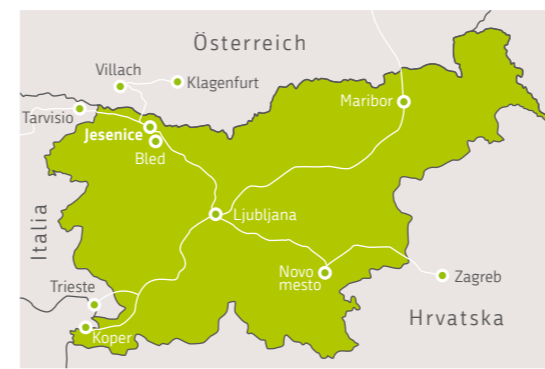 Österreich
Villach
Klagenfurt
Maribor
Tarvisio
Jesenice
Bled
Italia
Ljubljana
Novo
mesto
Zagreb
Trieste
Hrvatska
Koper